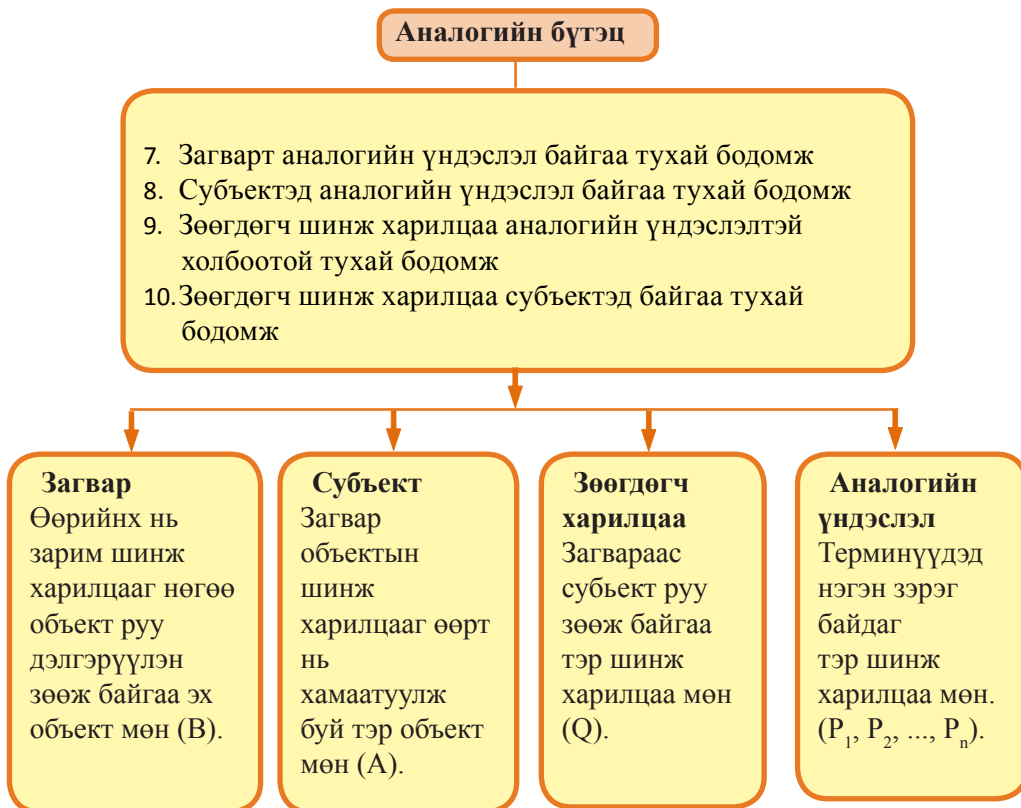 Аналогийн бүтэц
7. Загварт аналогийн үндэслэл байгаа тухай бодомж
8. Субъектэд аналогийн үндэслэл байгаа тухай бодомж
9. Зөөгдөгч шинж харилцаа аналогийн үндэслэлтэй
холбоотой тухай бодомж
10. Зөөгдөгч шинж харилцаа субъектэд байгаа тухай
бодомж
Загвар
Өөрийнх нь
зарим шинж
харилцааг нөгөө
объект руу
дэлгэрүүлэн
зөөж байгаа эх
объект мөн (B).
Субъект
Загвар
объектын
шинж
харилцааг өөрт
нь
хамаатуулж
буй тэр объект
мөн (A).
Зөөгдөгч
харилцаа
Загвараас
субьект руу
зөөж байгаа
тэр шинж
харилцаа мөн
(Q).
Аналогийн
үндэслэл
Терминүүдэд
нэгэн зэрэг
байдаг
тэр шинж
харилцаа мөн.
(P₁, P₂, ..., Pₙ).